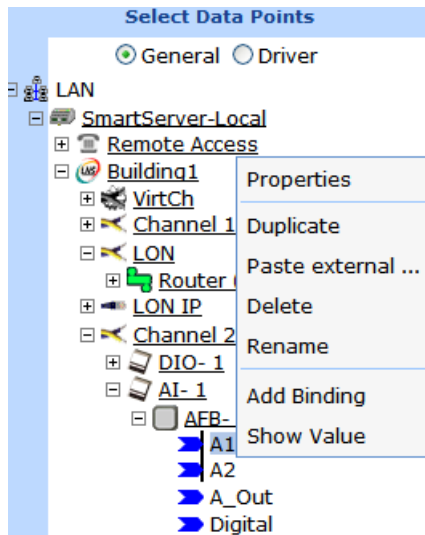 Select Data Points
General Driver
LAN
SmartServer-Local
Remote Access
Building1
VirtCh
Channel 1
LON
Router
LON IP
Channel 2
DIO- 1
AI- 1
AFB-
A1
A2
A_Out
Digital
Properties
Duplicate
Paste external ...
Delete
Rename
Add Binding
Show Value